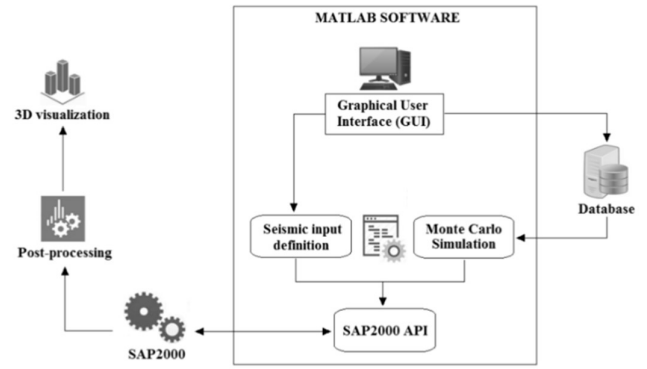 MATLAB SOFTWARE
Graphical User
Interface (GUI)
3D visualization
Database
Seismic input
definition
Monte Carlo
Simulation
Post-processing
SAP2000 API
SAP2000